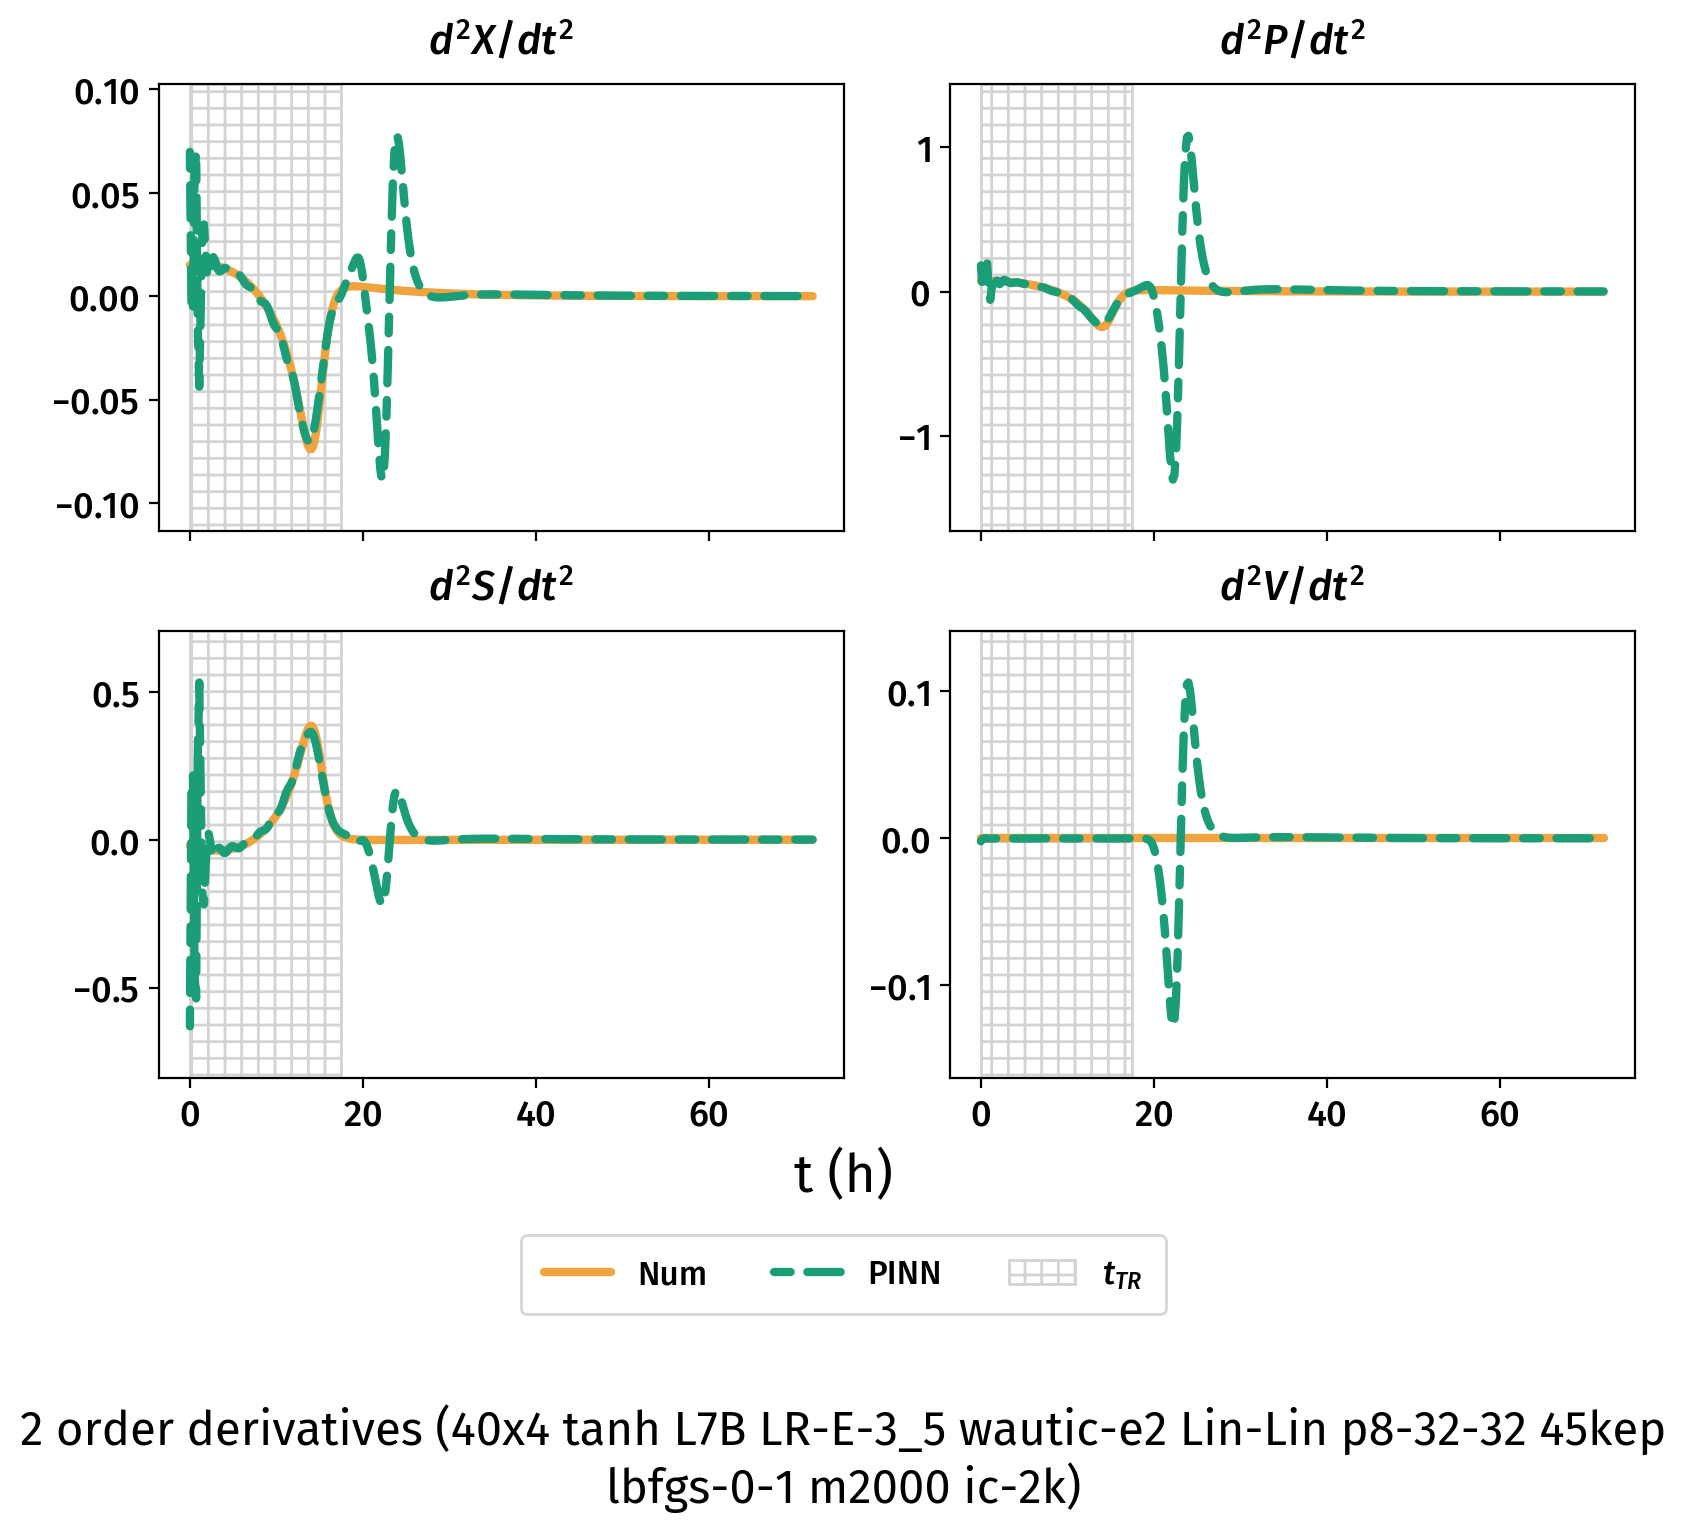 d²X/dt²
d²P/dt²
0.10
0.05
0.00
−0.05
−0.10
1
0
−1
d²S/dt²
d²V/dt²
0.5
0.0
−0.5
0.1
0.0
−0.1
0 20 40 60
0 20 40 60
t (h)
Num PINN t_TR
2 order derivatives (40x4 tanh L7B LR-E-3_5 wautic-e2 Lin-Lin p8-32-32 45kep
lbfgs-0-1 m2000 ic-2k)